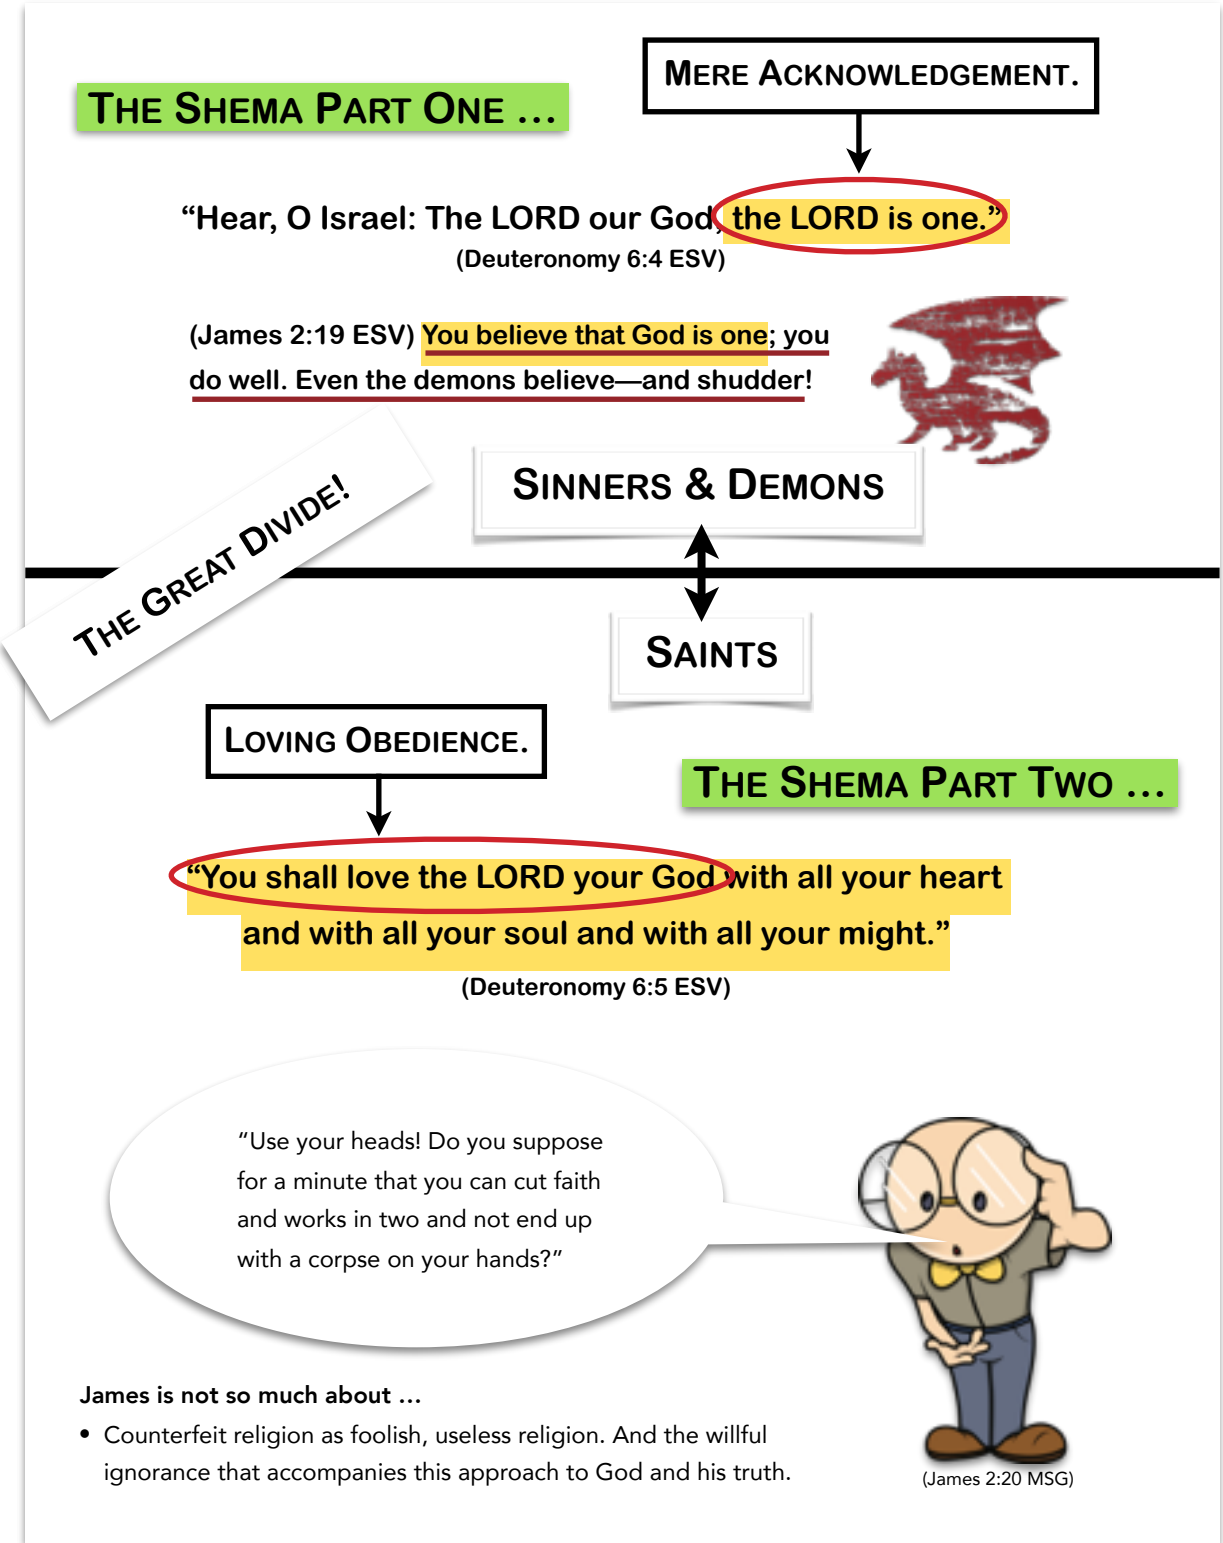 MERE ACKNOWLEDGEMENT.
THE SHEMA PART ONE …
“Hear, O Israel: The LORD our God, the LORD is one.”
(Deuteronomy 6:4 ESV)
(James 2:19 ESV) You believe that God is one; you
do well. Even the demons believe—and shudder!
SINNERS & DEMONS
THE GREAT DIVIDE!
SAINTS
LOVING OBEDIENCE.
THE SHEMA PART TWO …
“You shall love the LORD your God with all your heart
and with all your soul and with all your might.”
(Deuteronomy 6:5 ESV)
“Use your heads! Do you suppose
for a minute that you can cut faith
and works in two and not end up
with a corpse on your hands?”
James is not so much about …
• Counterfeit religion as foolish, useless religion. And the willful
ignorance that accompanies this approach to God and his truth.
(James 2:20 MSG)